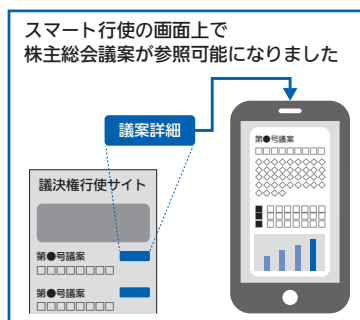 スマート行使の画面上で
株主総会議案が参照可能になりました
議案詳細
議決権行使サイト
第●号議案
□□□□□□□□
第●号議案
□□□□□□□□
第●号議案
□□□□□□□□□
◇◇◇◇◇◇◇◇◇
◇◇◇◇◇◇◇◇◇
◇◇◇◇◇◇◇◇◇
◇◇◇◇◇◇◇◇◇
◇◇◇◇
■ □□□□□□□
■ □□□□□□□
■ □□□□□□□